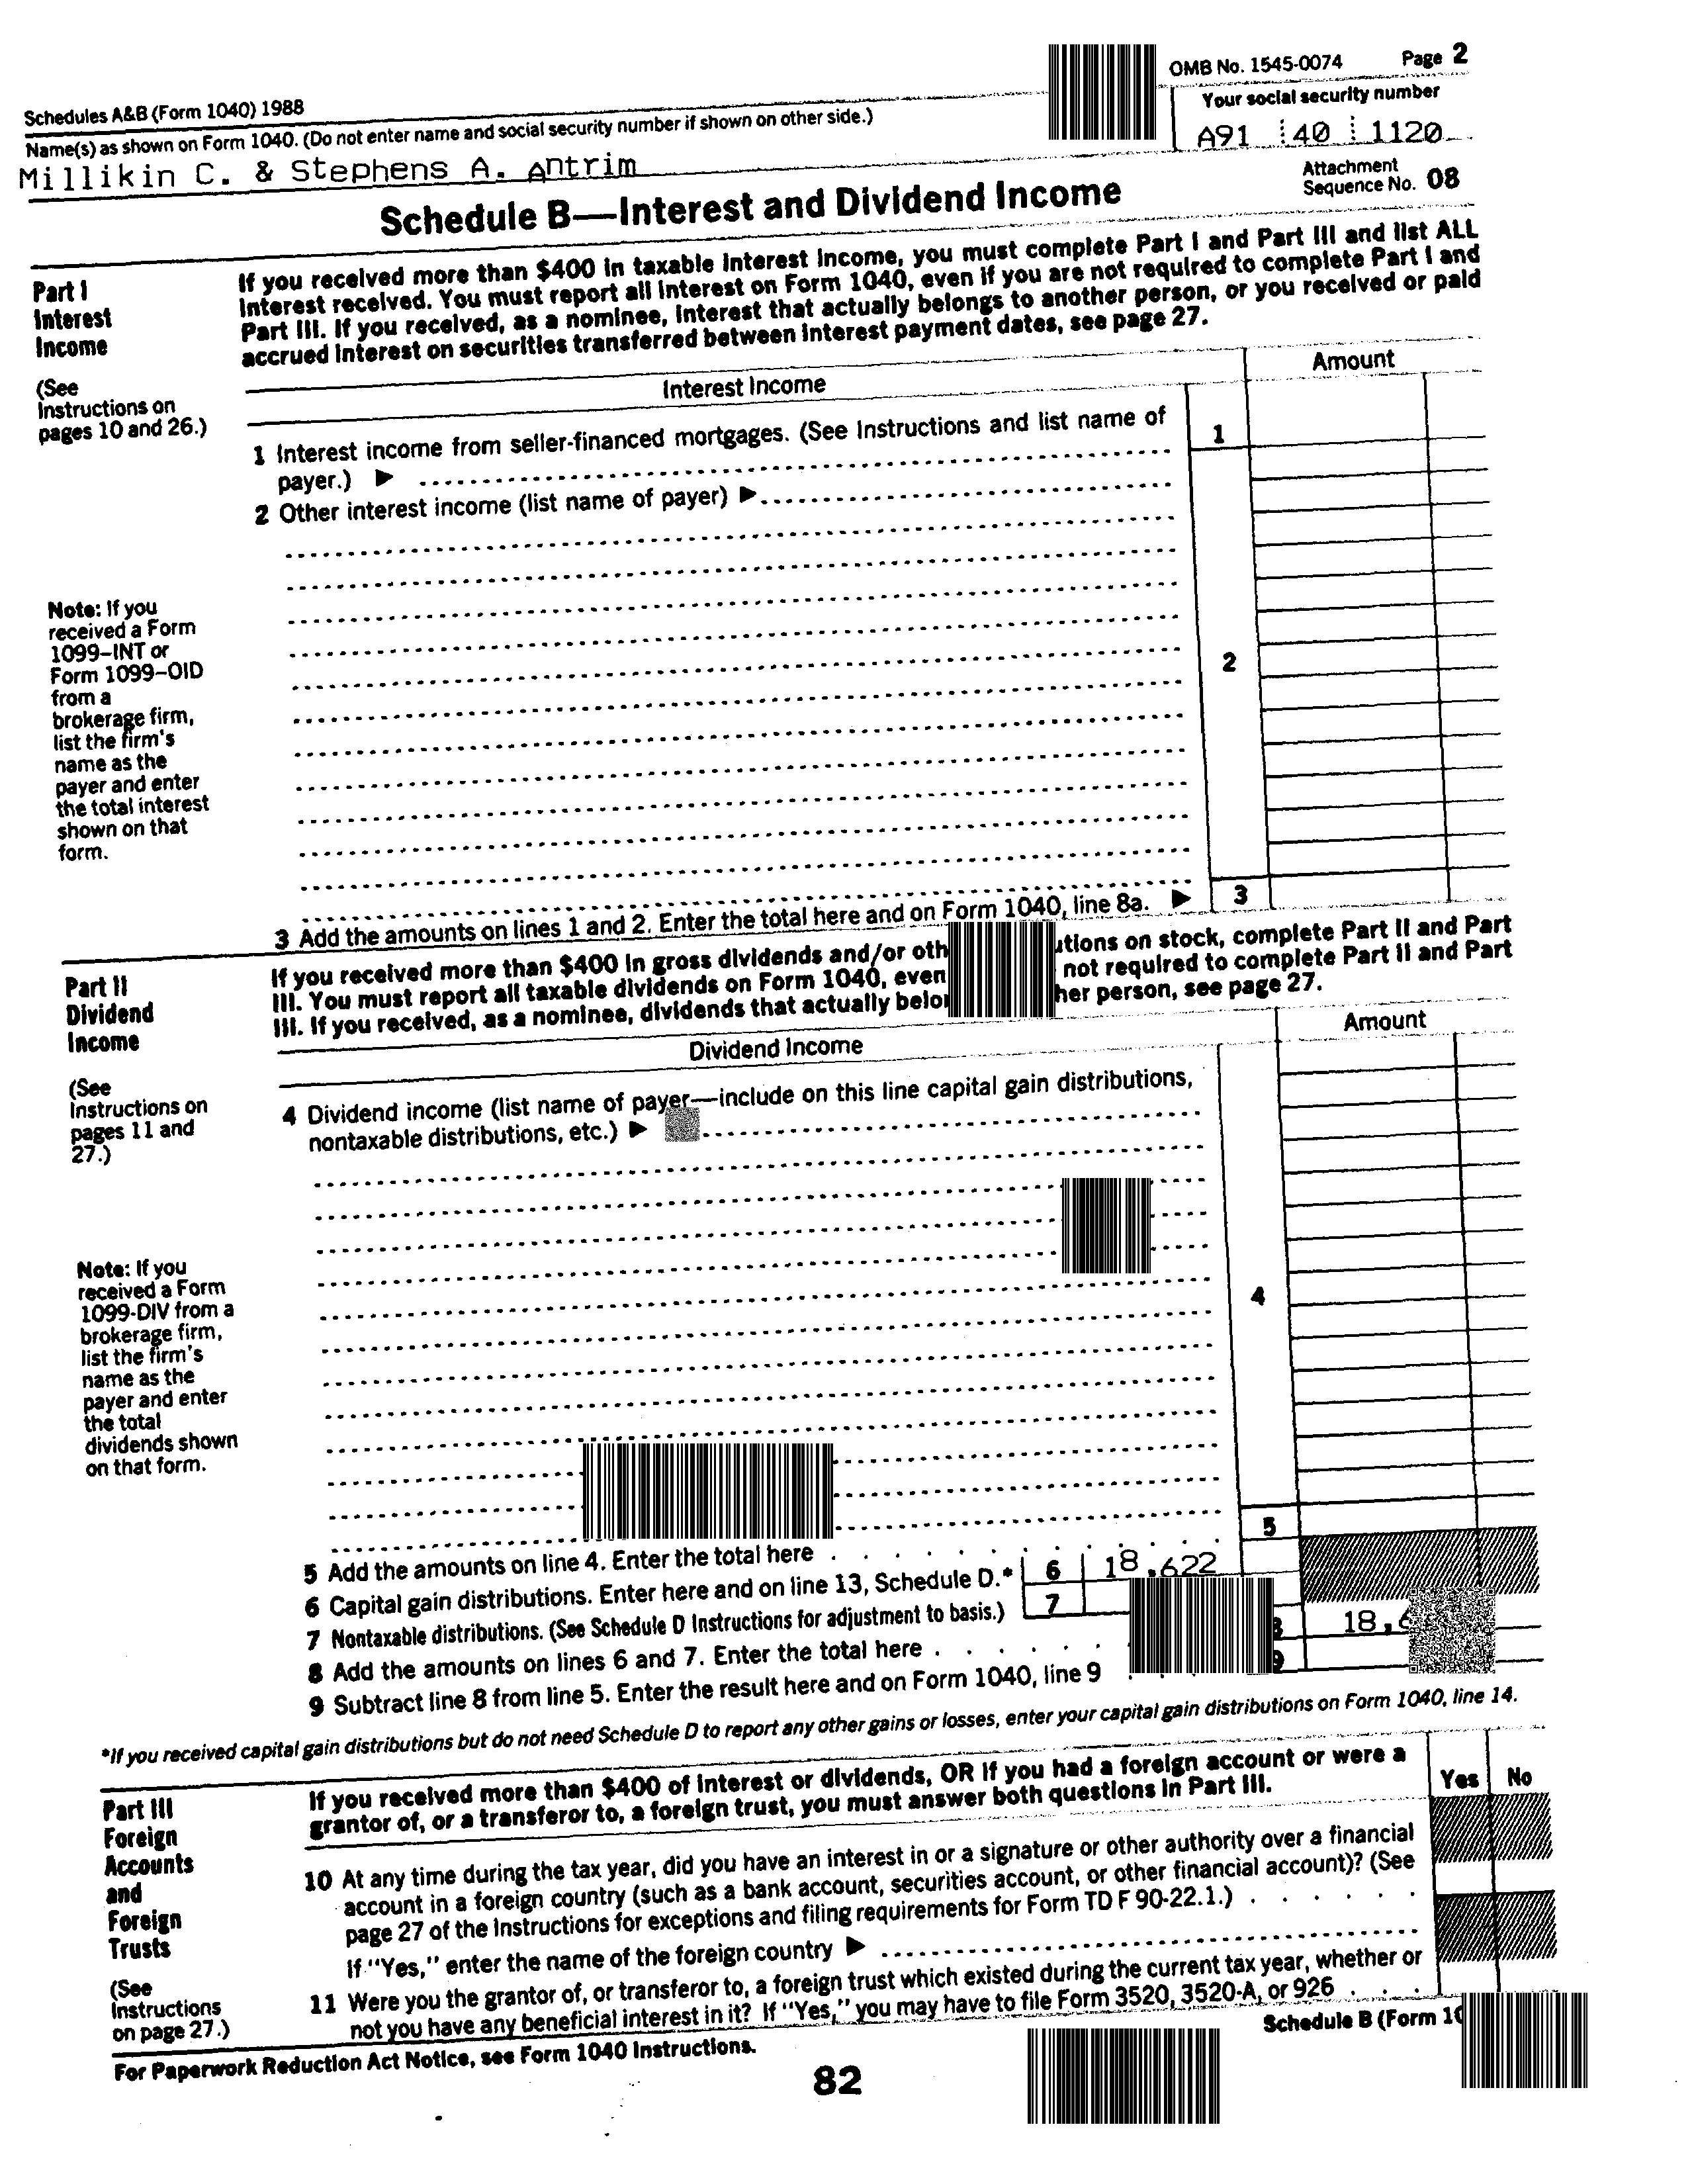 Schedules A&B (Form 1040) 1988
OMB No. 1545-0074 Page 2
Name(s) as shown on Form 1040. (Do not enter name and social security number if shown on other side.)
Your social security number
Millikin C. & Stephens A. Antrim
A91 40 1120
Schedule B—Interest and Dividend Income
Attachment
Sequence No. 08
Part I
Interest
Income
(See
Instructions on
pages 10 and 26.)
If you received more than $400 in taxable interest income, you must complete Part I and Part III and list ALL
interest received. You must report all interest on Form 1040, even if you are not required to complete Part I and
Part III. If you received, as a nominee, interest that actually belongs to another person, or you received or paid
accrued interest on securities transferred between interest payment dates, see page 27.
Interest Income
Amount
1 Interest income from seller-financed mortgages. (See Instructions and list name of
payer.) ▶
1
2 Other interest income (list name of payer) ▶
Note: If you
received a Form
1099–INT or
Form 1099–OID
from a
brokerage firm,
list the firm's
name as the
payer and enter
the total interest
shown on that
form.
2
3 Add the amounts on lines 1 and 2. Enter the total here and on Form 1040, line 8a. ▶
3
Part II
Dividend
Income
(See
Instructions on
pages 11 and
27.)
If you received more than $400 in gross dividends and/or oth utions on stock, complete Part II and Part
III. You must report all taxable dividends on Form 1040, even not required to complete Part II and Part
III. If you received, as a nominee, dividends that actually belo her person, see page 27.
Dividend Income
Amount
4 Dividend income (list name of payer—include on this line capital gain distributions,
nontaxable distributions, etc.) ▶
Note: If you
received a Form
1099-DIV from a
brokerage firm,
list the firm's
name as the
payer and enter
the total
dividends shown
on that form.
4
5 Add the amounts on line 4. Enter the total here
5
6 Capital gain distributions. Enter here and on line 13, Schedule D.* 6 18,622
7 Nontaxable distributions. (See Schedule D Instructions for adjustment to basis.) 7
8 Add the amounts on lines 6 and 7. Enter the total here 18,6
9 Subtract line 8 from line 5. Enter the result here and on Form 1040, line 9
*If you received capital gain distributions but do not need Schedule D to report any other gains or losses, enter your capital gain distributions on Form 1040, line 14.
Part III
Foreign
Accounts
and
Foreign
Trusts
(See
Instructions
on page 27.)
If you received more than $400 of interest or dividends, OR if you had a foreign account or were a
grantor of, or a transferor to, a foreign trust, you must answer both questions in Part III.
Yes No
10 At any time during the tax year, did you have an interest in or a signature or other authority over a financial
account in a foreign country (such as a bank account, securities account, or other financial account)? (See
page 27 of the Instructions for exceptions and filing requirements for Form TD F 90-22.1.)
If "Yes," enter the name of the foreign country ▶
11 Were you the grantor of, or transferor to, a foreign trust which existed during the current tax year, whether or
not you have any beneficial interest in it? If "Yes," you may have to file Form 3520, 3520-A, or 926
For Paperwork Reduction Act Notice, see Form 1040 Instructions.
Schedule B (Form 10
82